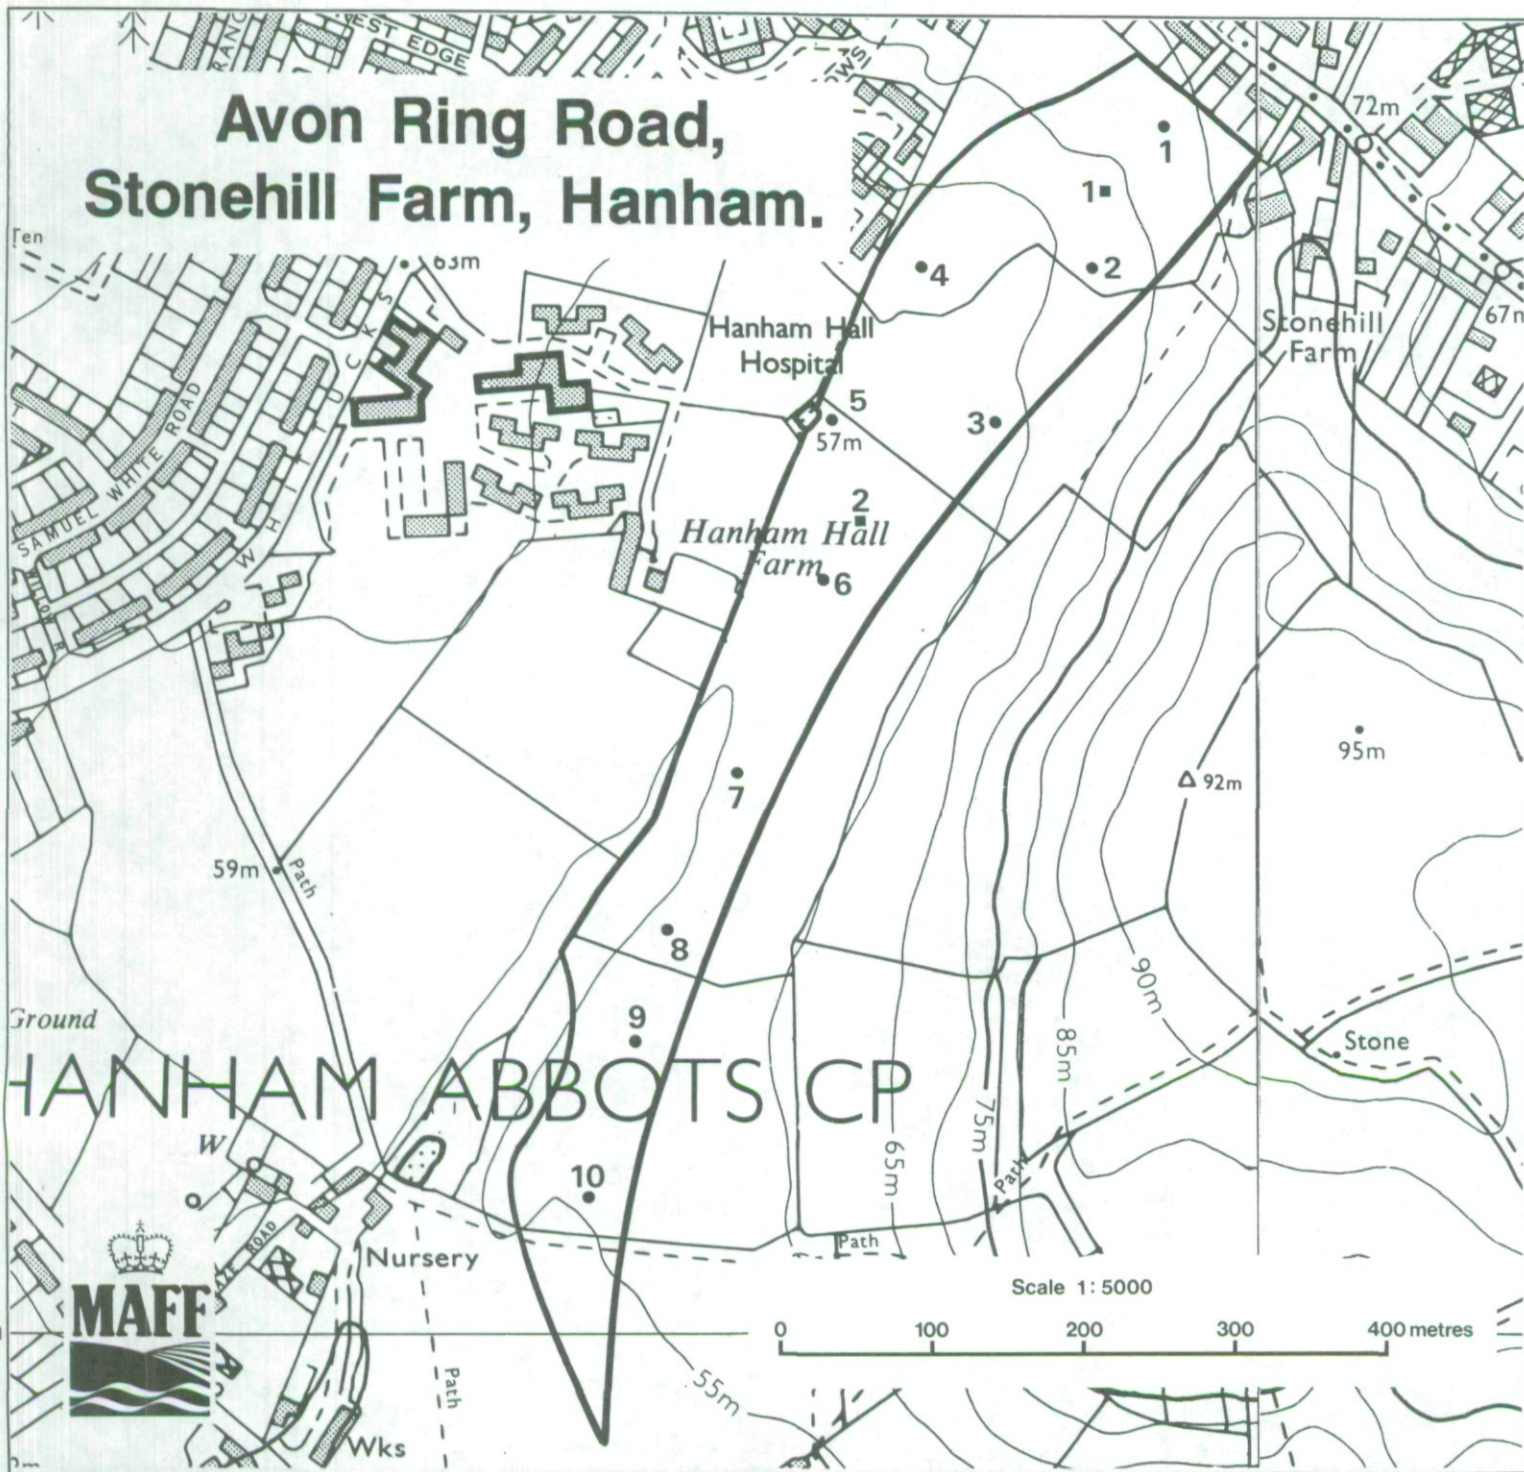 EST EDGE
Avon Ring Road,
Stonehill Farm, Hanham.
72m
1
1
63m
4
2
67m
Hanham Hall
Hospital
Stonehill
Farm
5
57m
3
SAMUEL WHITE ROAD
WHITTUCKS
2
Hanham Hall
Farm
6
95m
92m
7
59m
Path
8
90m
9
Ground
Stone
85m
HANHAM ABBOTS CP
75m
W
65m
10
Path
ROAD
Nursery
Path
Scale 1:5000
MAFF
0 100 200 300 400 metres
Path
55m
Wks